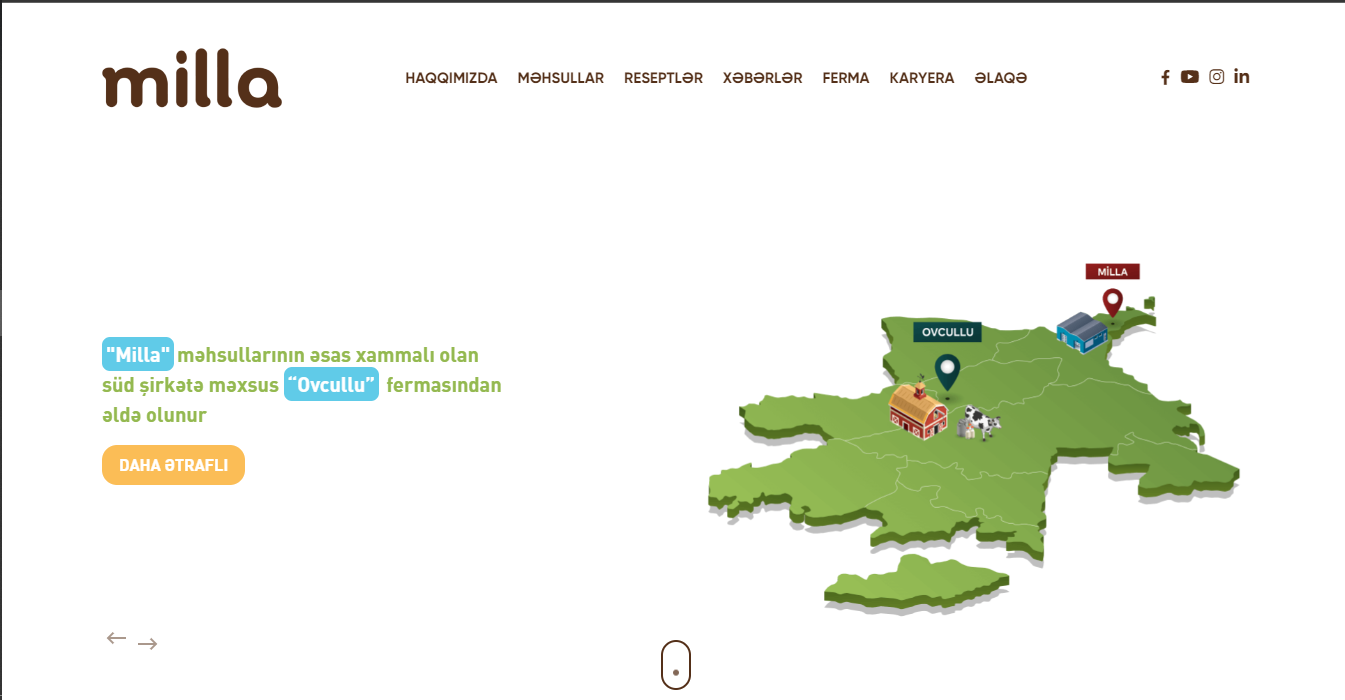 milla
HAQQIMIZDA MƏHSULLAR RESEPTLƏR XƏBƏRLƏR FERMA KARYERA ƏLAQƏ
MİLLA
OVCULLU
"Milla" məhsullarının əsas xammalı olan
süd şirkətə məxsus “Ovcullu” fermasından
əldə olunur
DAHA ƏTRAFLI